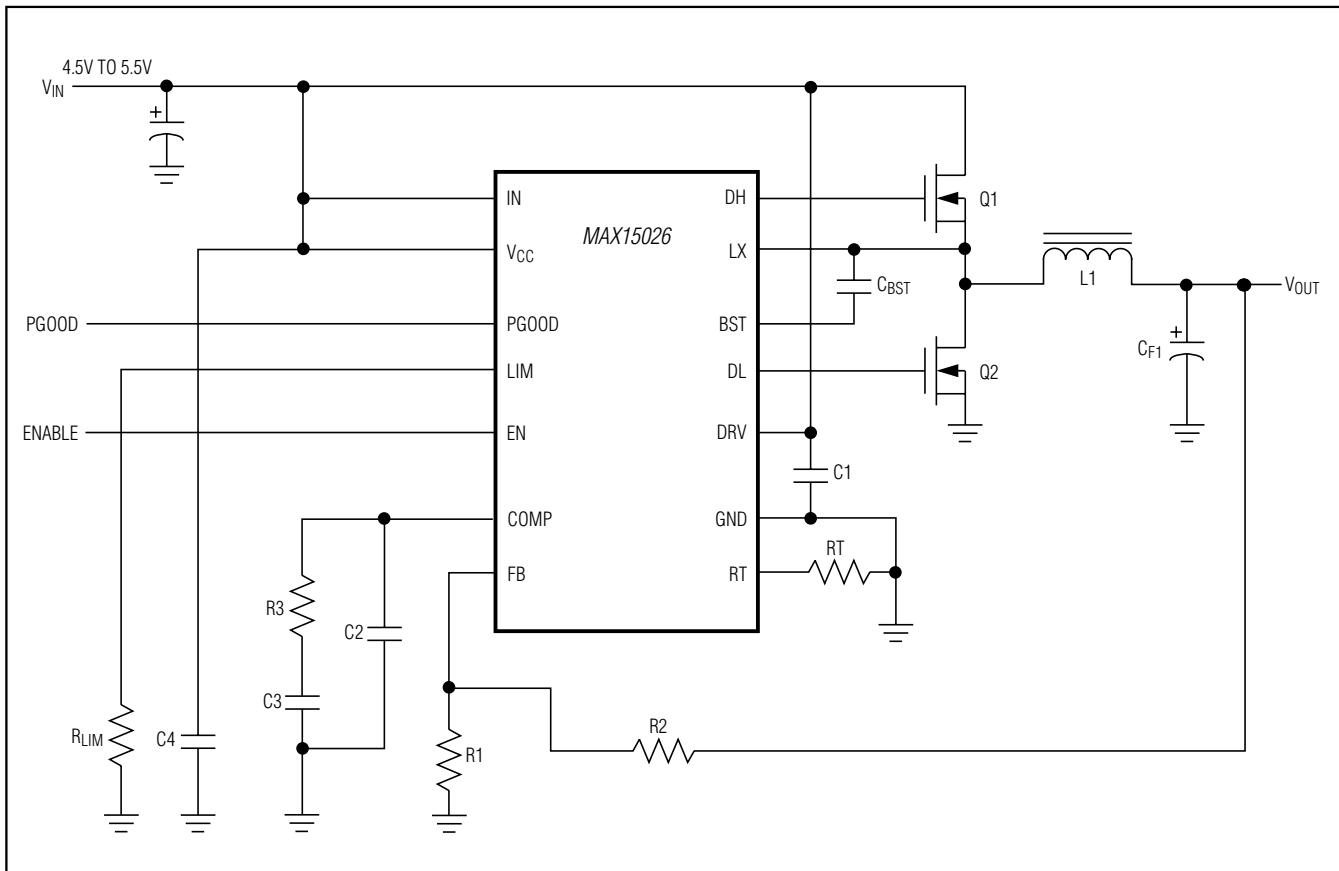 4.5V TO 5.5V
VIN
IN
DH
Q1
MAX15026
VCC
LX
CBST
L1
VOUT
PGOOD
PGOOD
BST
CF1
LIM
DL
Q2
ENABLE
EN
DRV
C1
COMP
GND
RT
FB
RT
R3
C2
C3
RLIM
C4
R1
R2